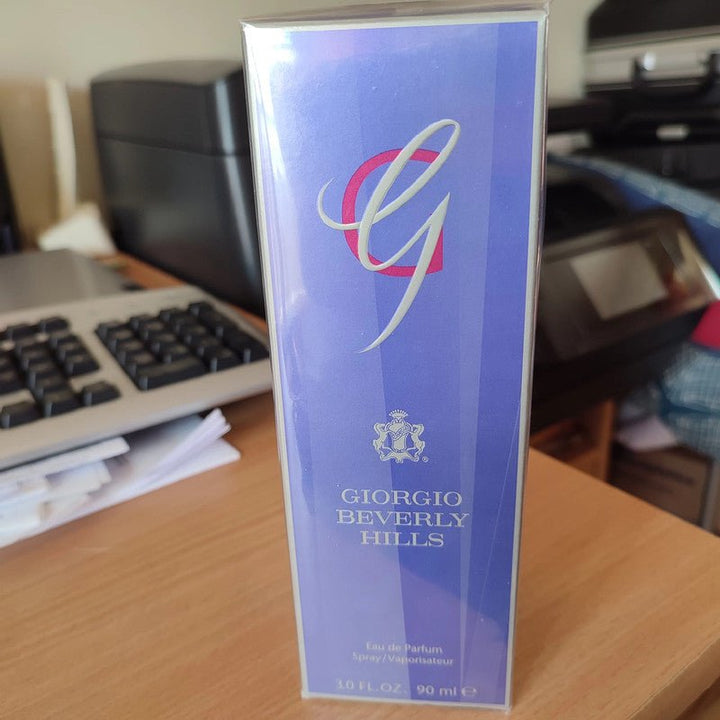 G
GIORGIO
BEVERLY
HILLS
Eau de Parfum
Spray/Vaporisateur
3.0 FL.OZ. 90 ml ℮